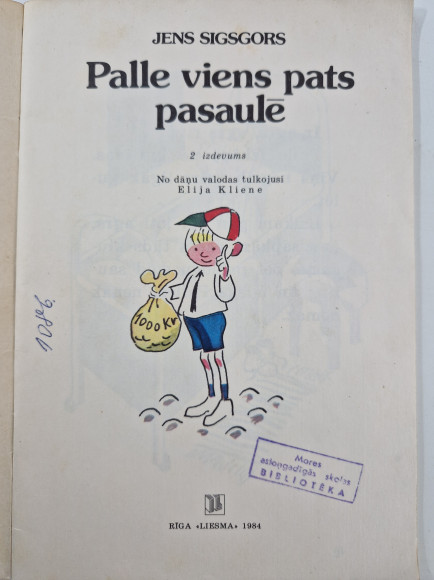 JENS SIGSGORS
Palle viens pats
pasaulē
2 izdevums
No dāņu valodas tulkojusi
Elija Kliene
1000 Kr
Mores
astoņgadīgās skolas
BIBLIOTĒKA
RĪGA «LIESMA» 1984